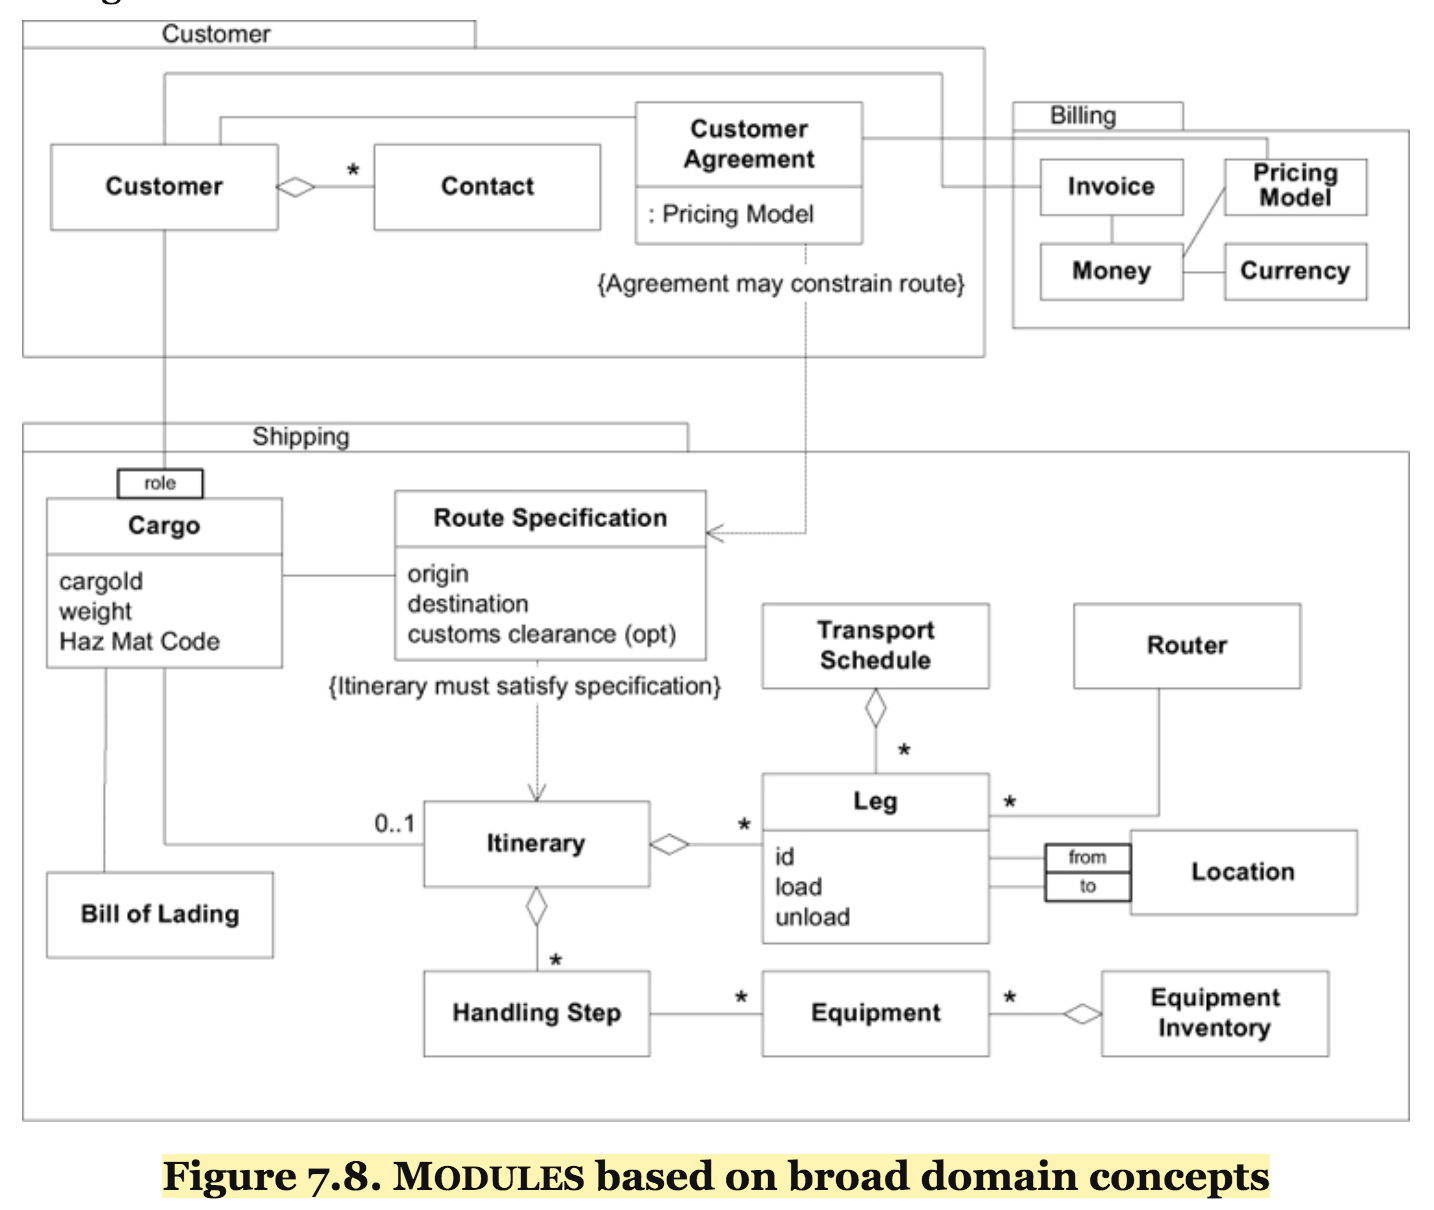 Customer
Customer
Contact
*
Customer
Agreement
: Pricing Model
{Agreement may constrain route}
Billing
Invoice
Pricing
Model
Money
Currency
Shipping
role
Cargo
cargoId
weight
Haz Mat Code
Route Specification
origin
destination
customs clearance (opt)
{Itinerary must satisfy specification}
Transport
Schedule
*
Router
0..1
Itinerary
*
Leg
id
load
unload
*
from
to
Location
Bill of Lading
*
Handling Step
*
Equipment
*
Equipment
Inventory
Figure 7.8. MODULES based on broad domain concepts